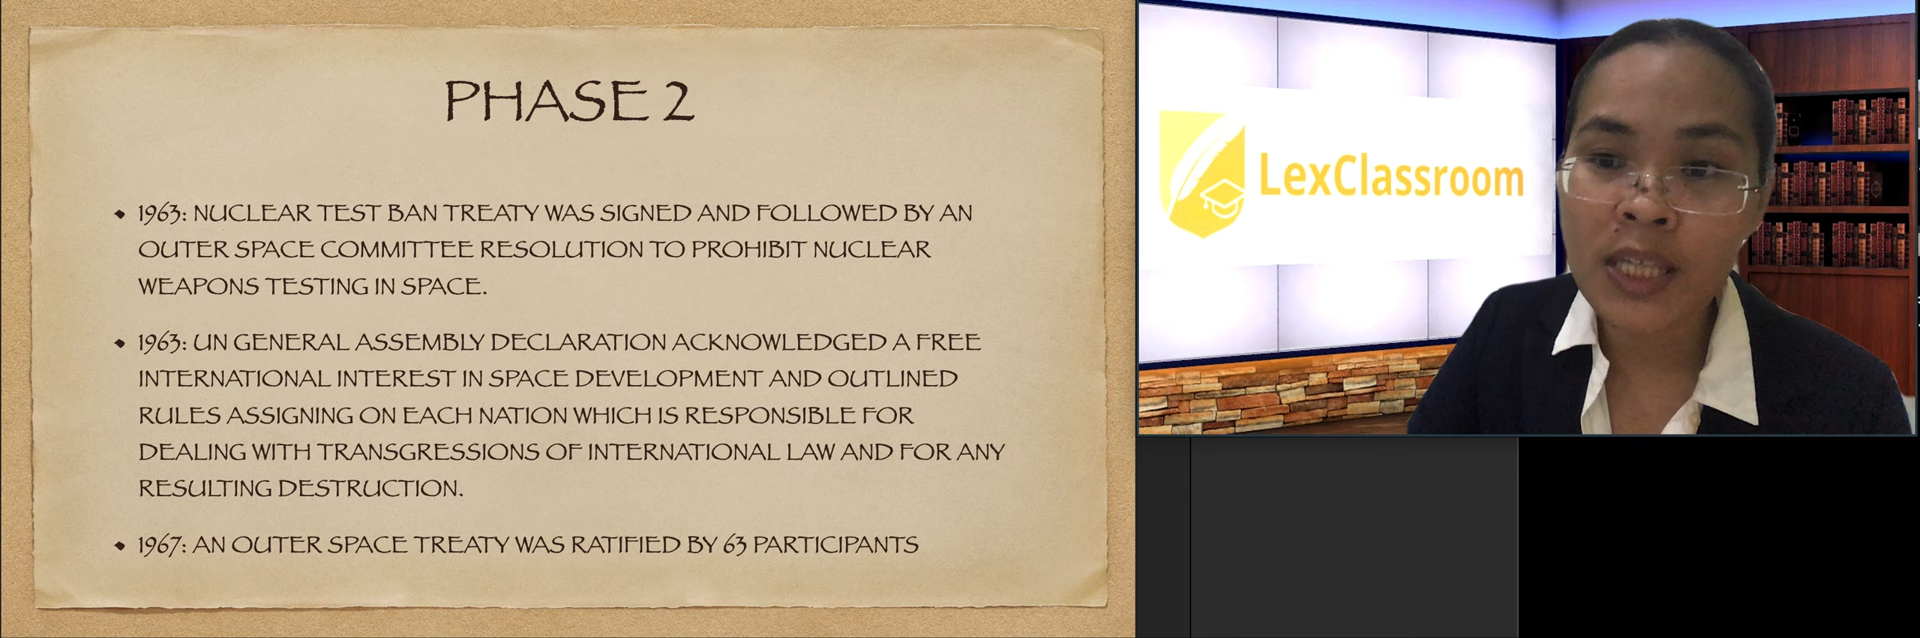 PHASE 2
• 1963: NUCLEAR TEST BAN TREATY WAS SIGNED AND FOLLOWED BY AN
OUTER SPACE COMMITTEE RESOLUTION TO PROHIBIT NUCLEAR
WEAPONS TESTING IN SPACE.
• 1963: UN GENERAL ASSEMBLY DECLARATION ACKNOWLEDGED A FREE
INTERNATIONAL INTEREST IN SPACE DEVELOPMENT AND OUTLINED
RULES ASSIGNING ON EACH NATION WHICH IS RESPONSIBLE FOR
DEALING WITH TRANSGRESSIONS OF INTERNATIONAL LAW AND FOR ANY
RESULTING DESTRUCTION.
• 1967: AN OUTER SPACE TREATY WAS RATIFIED BY 63 PARTICIPANTS
LexClassroom